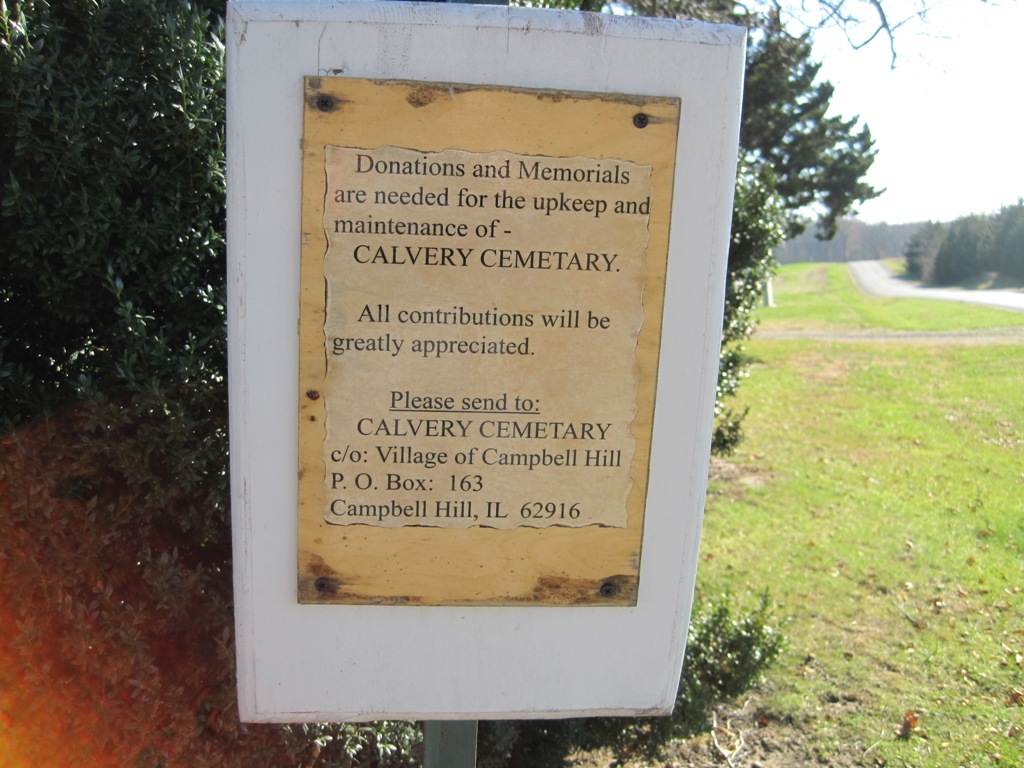 Donations and Memorials
are needed for the upkeep and
maintenance of -
CALVERY CEMETARY.
All contributions will be
greatly appreciated.
Please send to:
CALVERY CEMETARY
c/o: Village of Campbell Hill
P. O. Box: 163
Campbell Hill, IL 62916